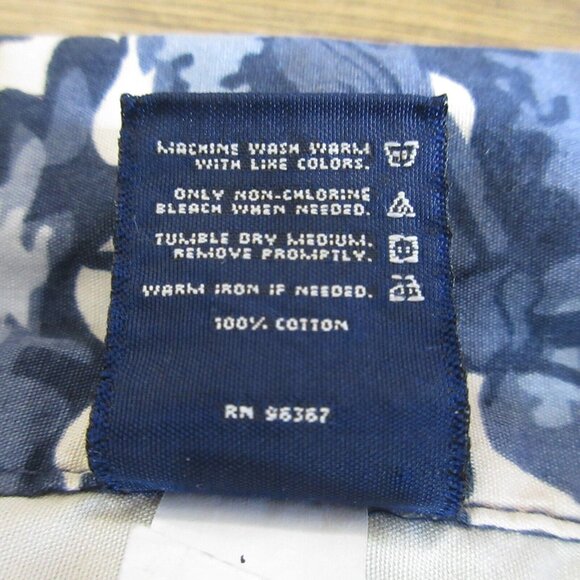 MACHINE WASH WARM
WITH LIKE COLORS.
ONLY NON-CHLORINE
BLEACH WHEN NEEDED.
TUMBLE DRY MEDIUM.
REMOVE PROMPTLY.
WARM IRON IF NEEDED.
100% COTTON
RN 96367